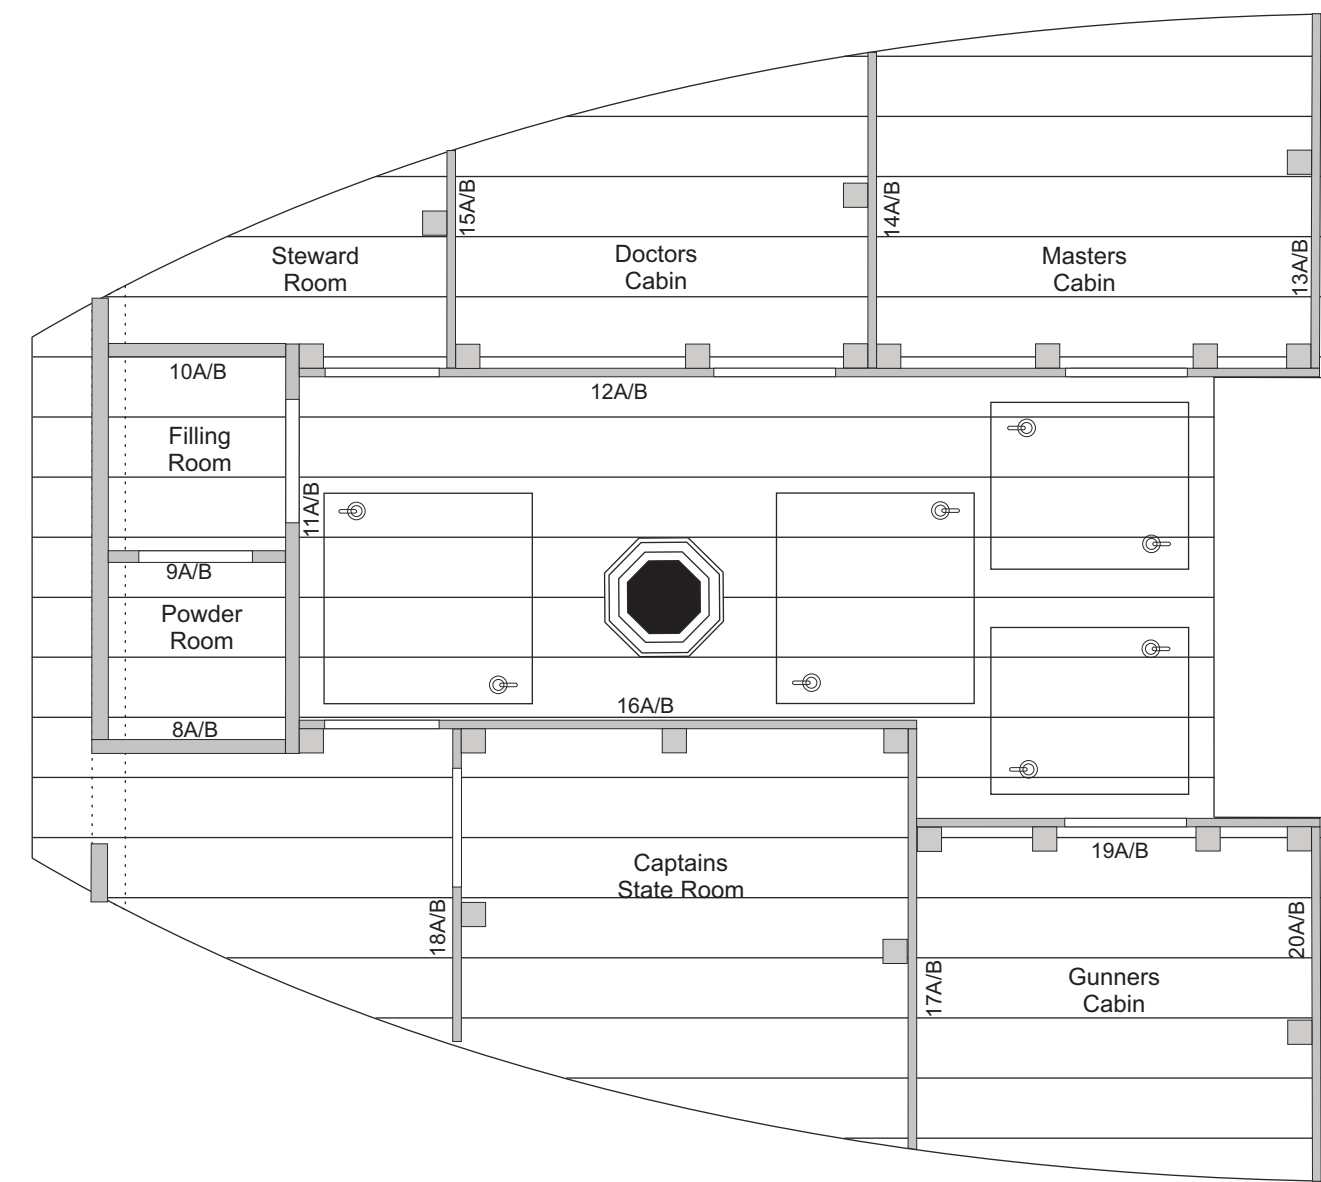 15A/B
14A/B
Steward
Room
Doctors
Cabin
Masters
Cabin
13A/B
10A/B
12A/B
Filling
Room
11A/B
9A/B
Powder
Room
8A/B
16A/B
Captains
State Room
19A/B
18A/B
17A/B
20A/B
Gunners
Cabin